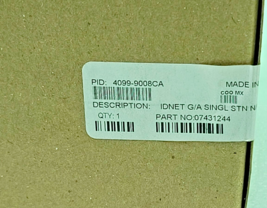 PID: 4099-9008CA
MADE IN
COO MX
DESCRIPTION: IDNET G/A SINGL STN N
QTY: 1
PART NO:07431244